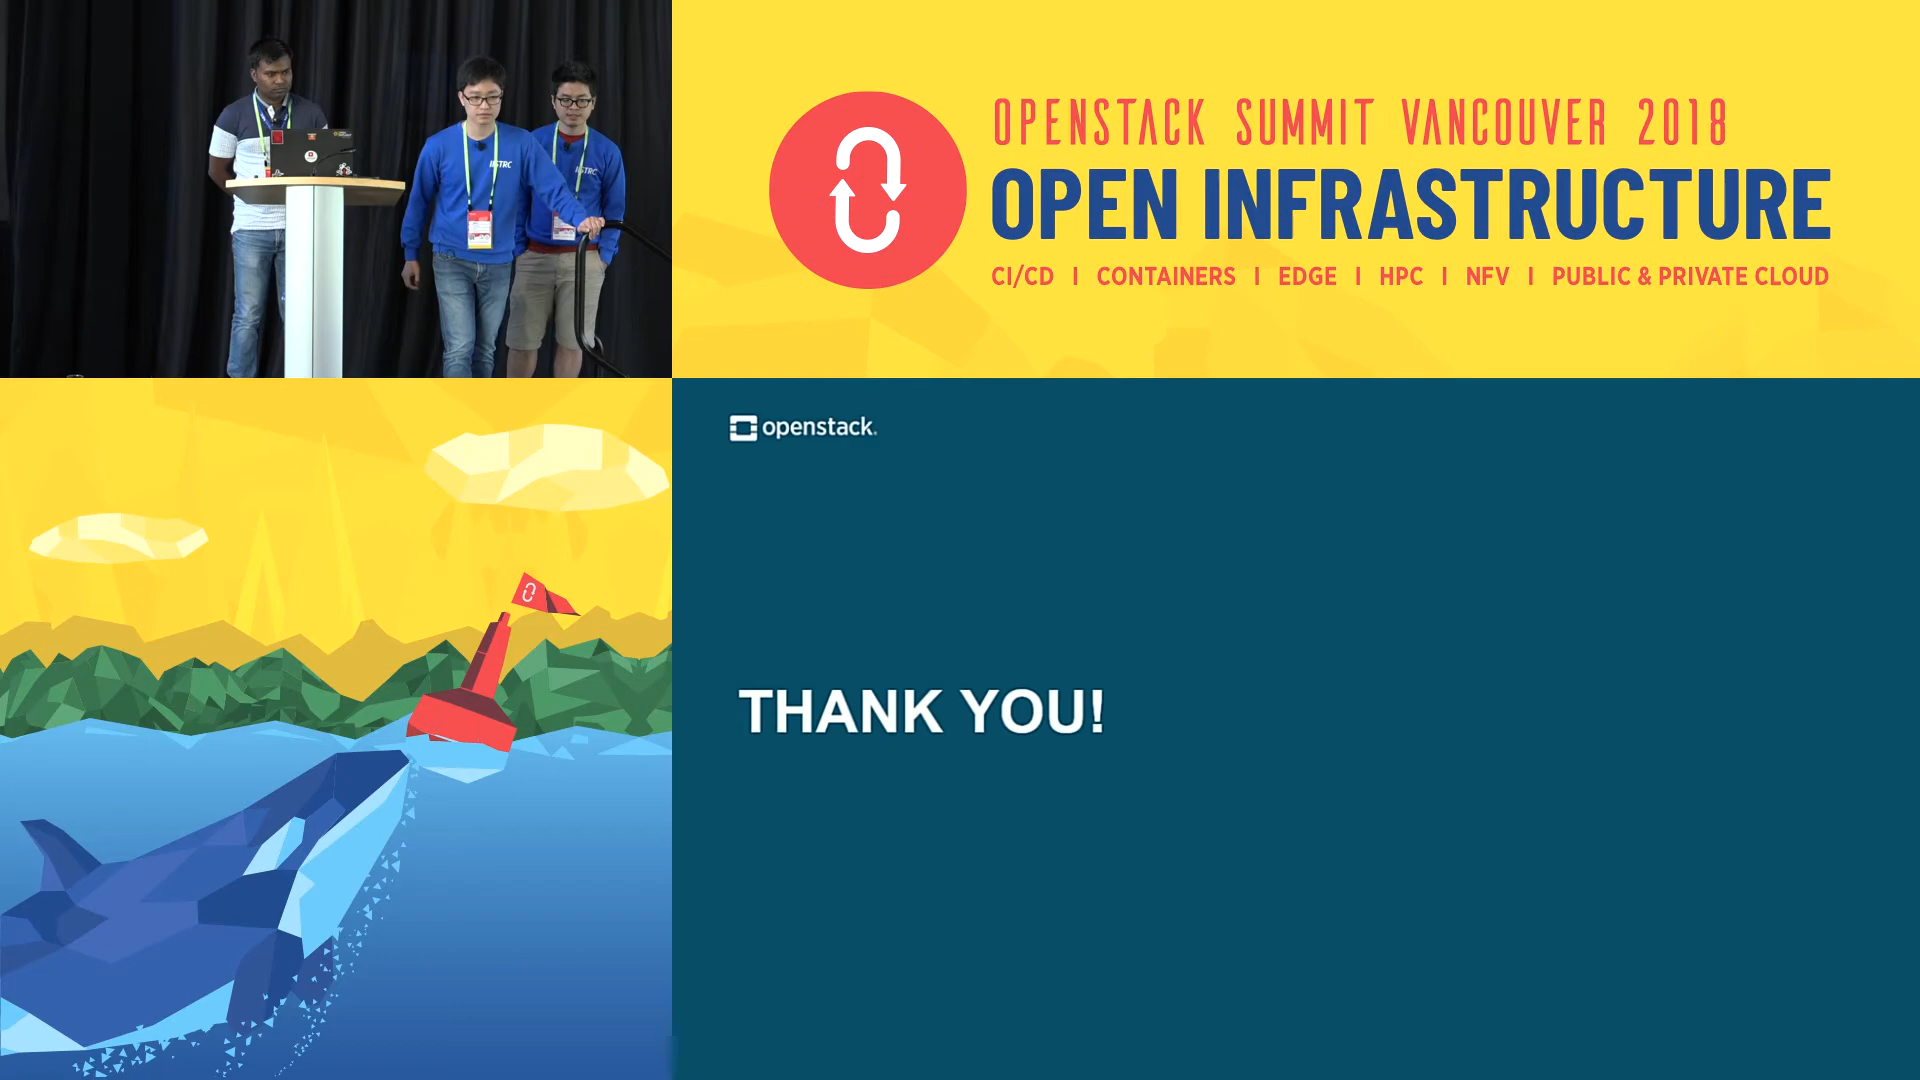 OPENSTACK SUMMIT VANCOUVER 2018
OPEN INFRASTRUCTURE
CI/CD | CONTAINERS | EDGE | HPC | NFV | PUBLIC & PRIVATE CLOUD
openstack.
THANK YOU!